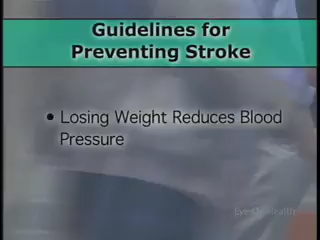 Guidelines for
Preventing Stroke
• Losing Weight Reduces Blood
Pressure